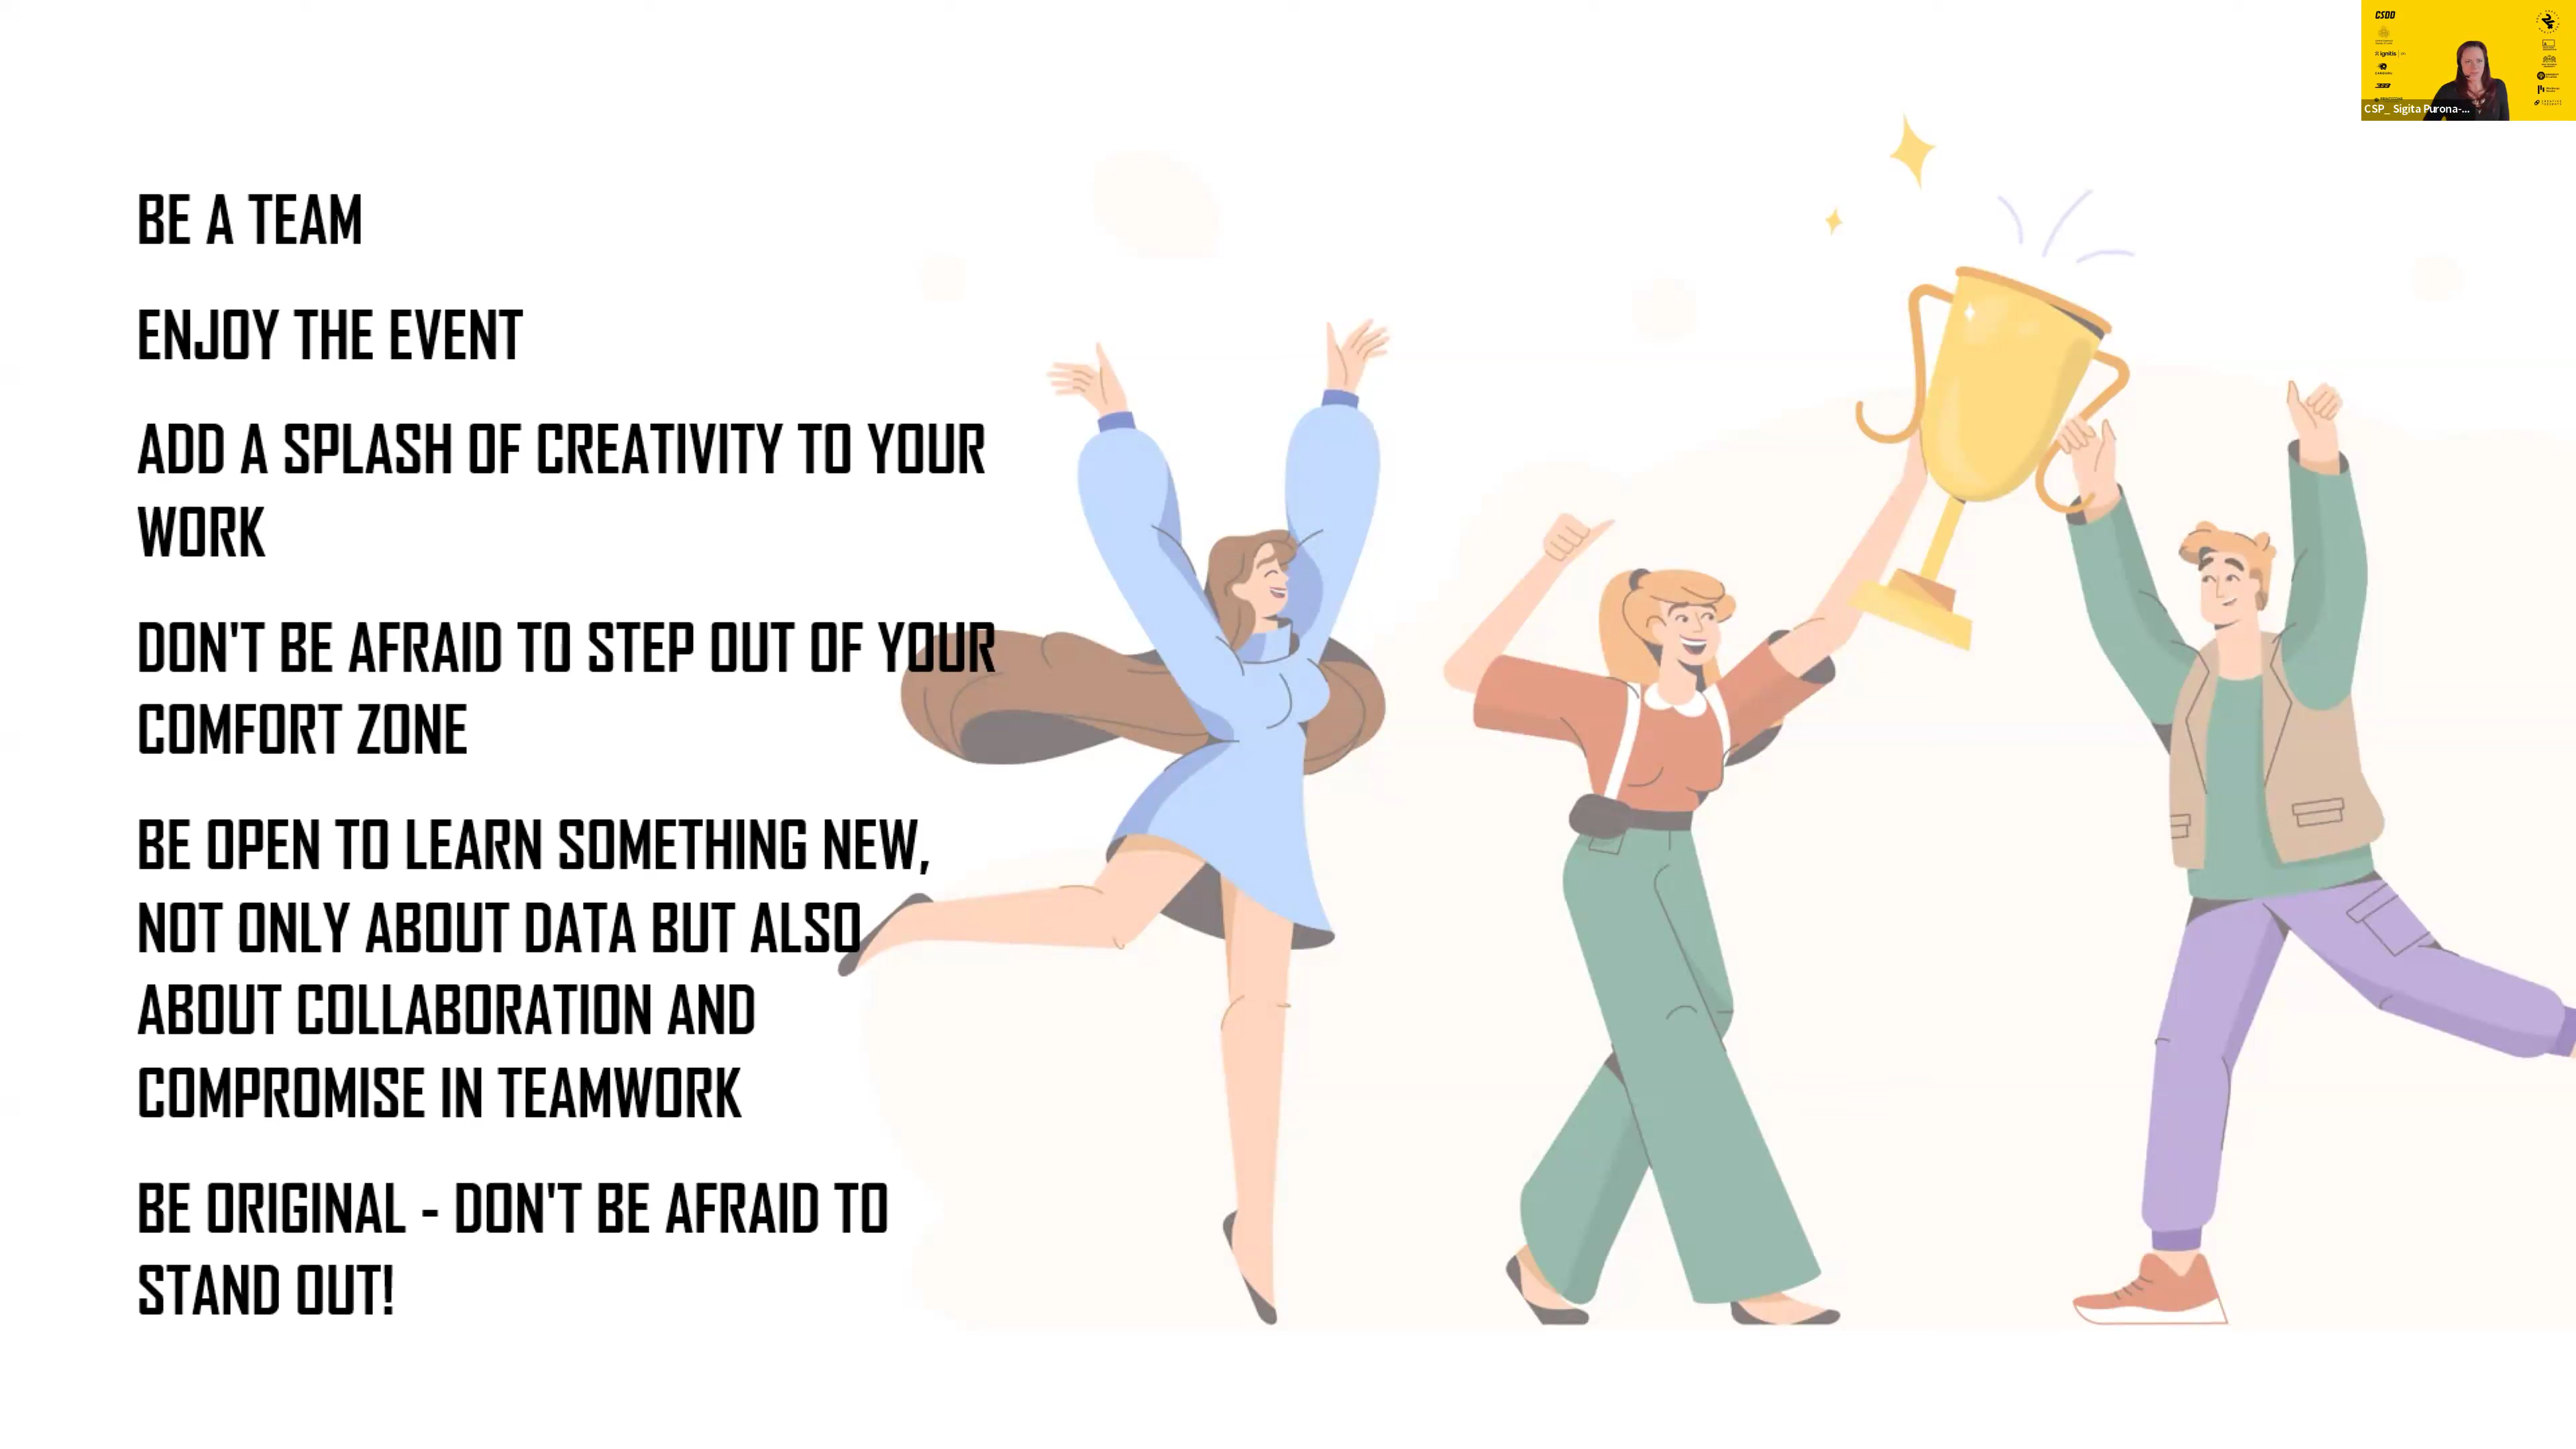 BE A TEAM
ENJOY THE EVENT
ADD A SPLASH OF CREATIVITY TO YOUR
WORK
DON'T BE AFRAID TO STEP OUT OF YOUR
COMFORT ZONE
BE OPEN TO LEARN SOMETHING NEW,
NOT ONLY ABOUT DATA BUT ALSO
ABOUT COLLABORATION AND
COMPROMISE IN TEAMWORK
BE ORIGINAL - DON'T BE AFRAID TO
STAND OUT!
CSDD
ignitis
CSP_ Sigita Purona-...